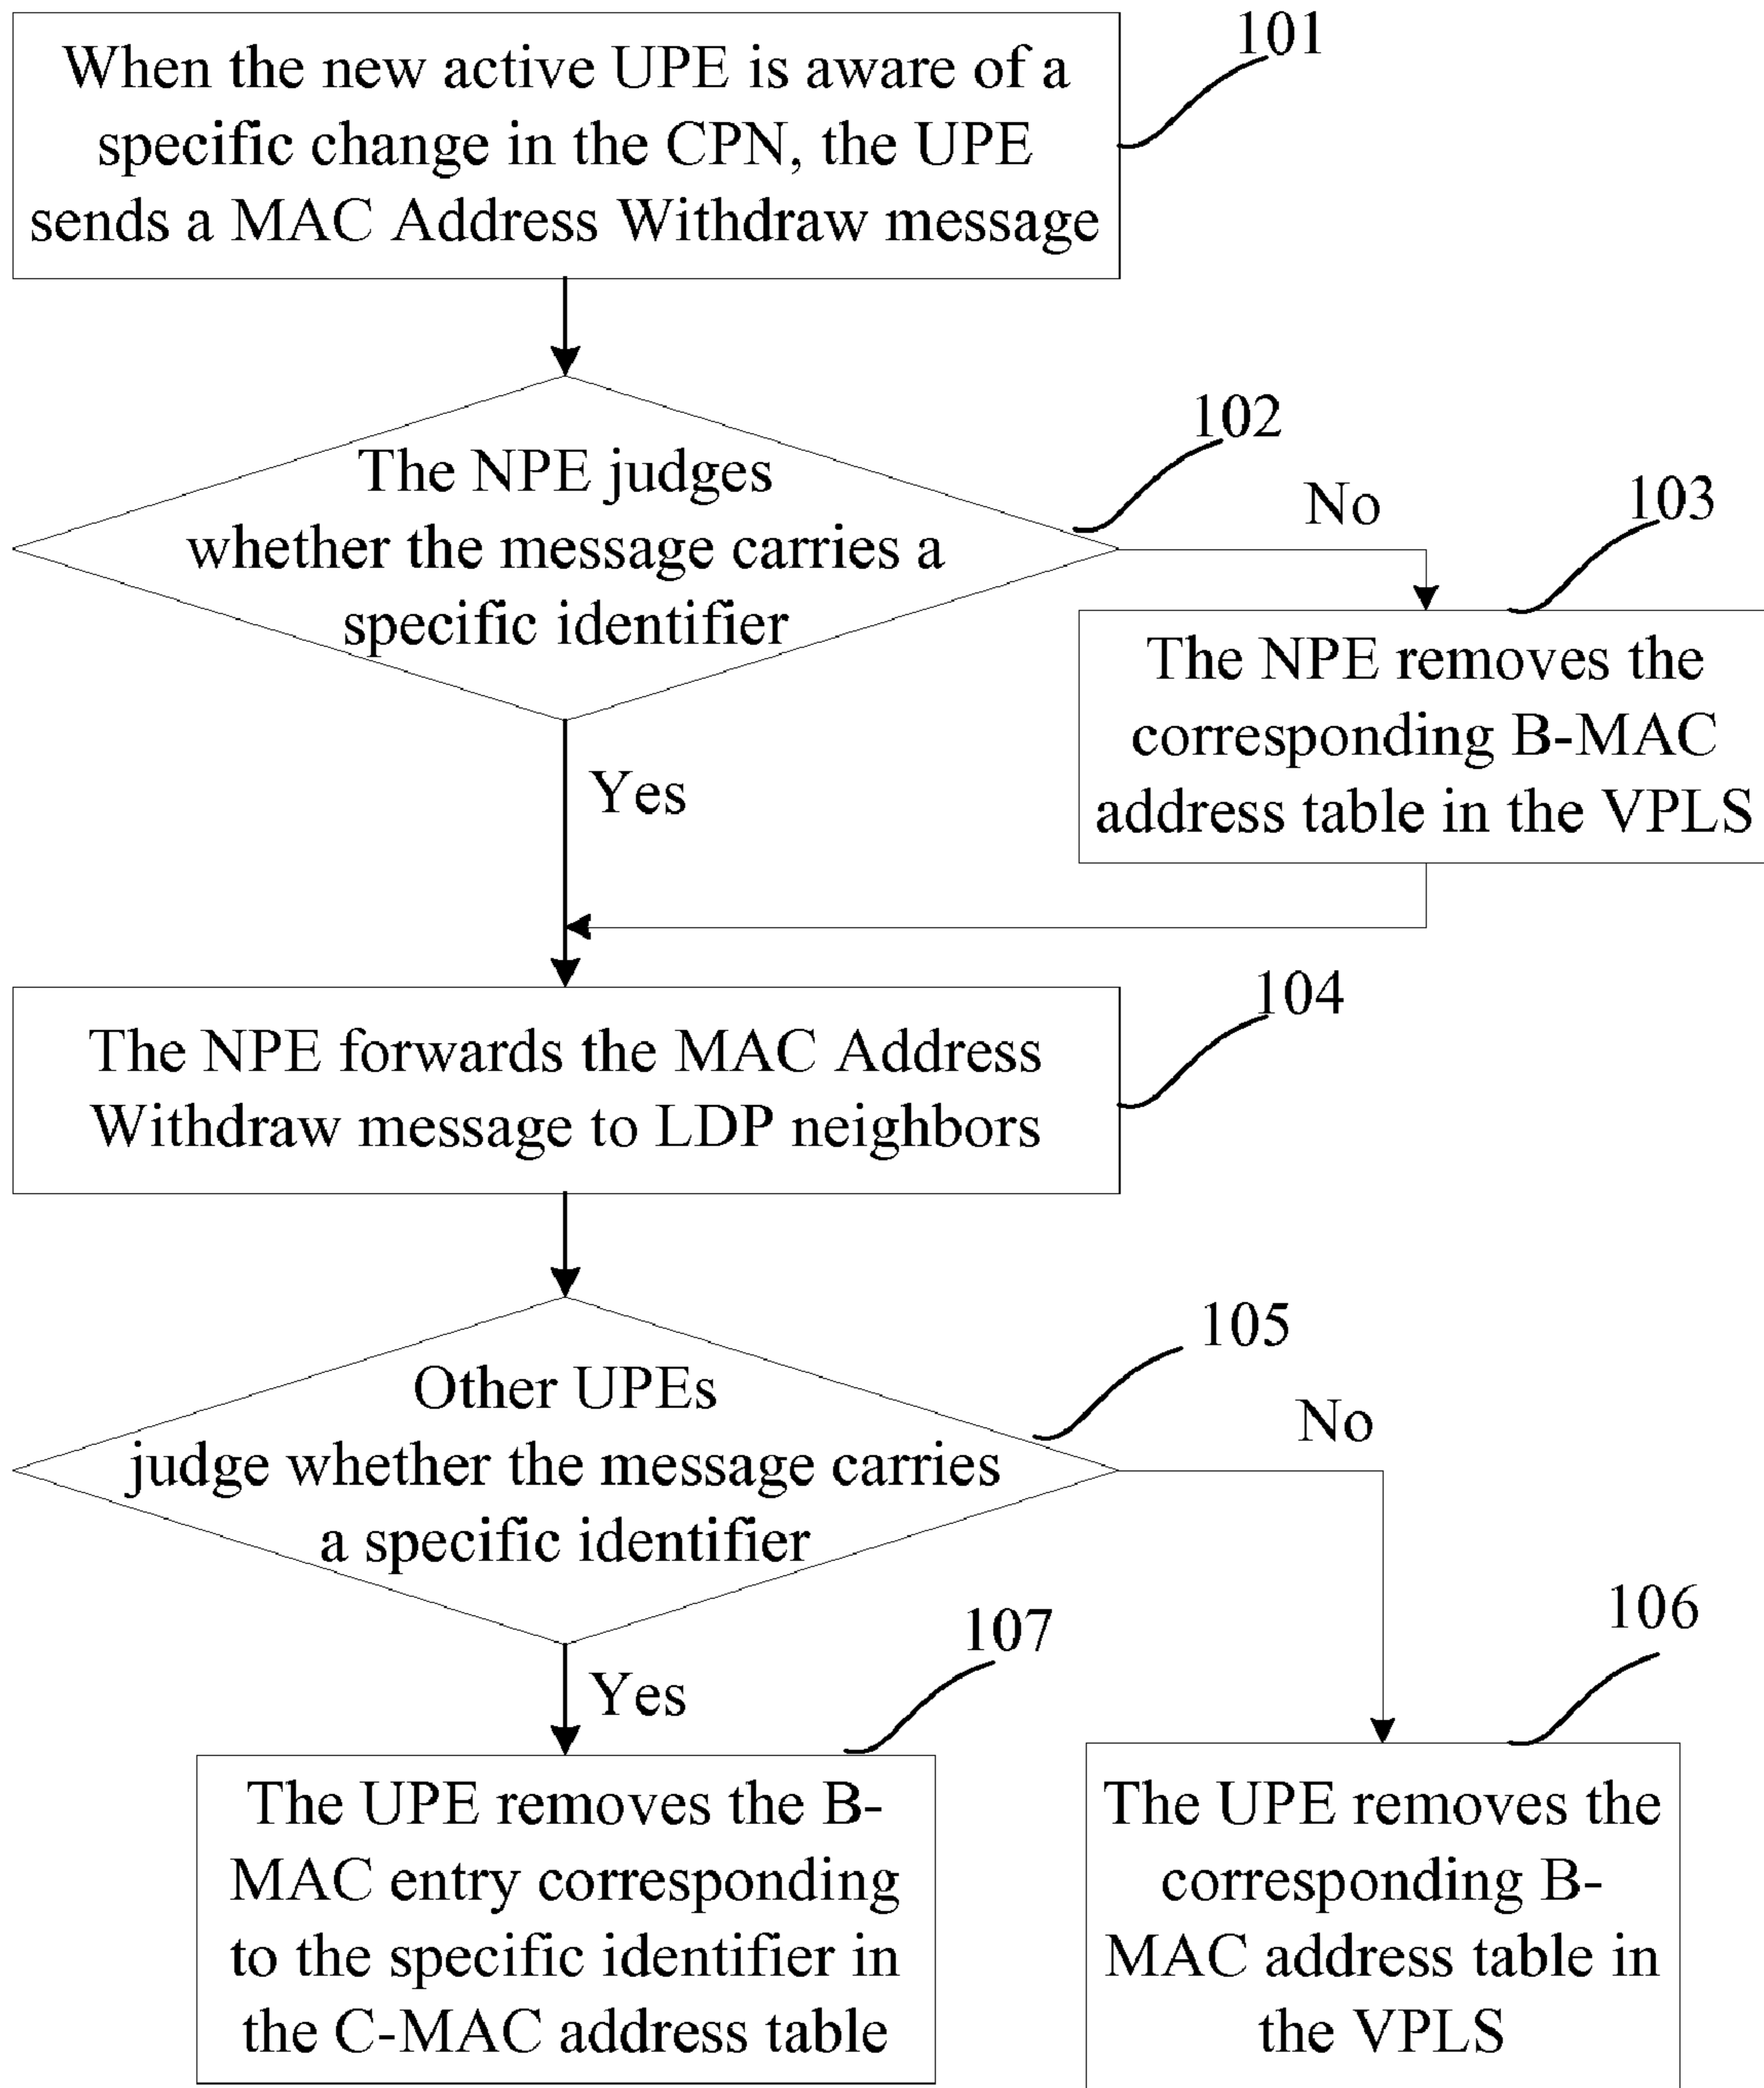 When the new active UPE is aware of a
specific change in the CPN, the UPE
sends a MAC Address Withdraw message
101
The NPE judges
whether the message carries a
specific identifier
102
No
103
The NPE removes the
corresponding B-MAC
address table in the VPLS
Yes
104
The NPE forwards the MAC Address
Withdraw message to LDP neighbors
105
Other UPEs
judge whether the message carries
a specific identifier
No
106
107
Yes
The UPE removes the B-
MAC entry corresponding
to the specific identifier in
the C-MAC address table
The UPE removes the
corresponding B-
MAC address table in
the VPLS